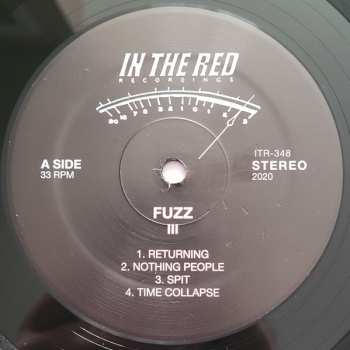 IN THE RED
RECORDINGS
A SIDE
33 RPM
ITR-348
STEREO
2020
FUZZ
III
1. RETURNING
2. NOTHING PEOPLE
3. SPIT
4. TIME COLLAPSE